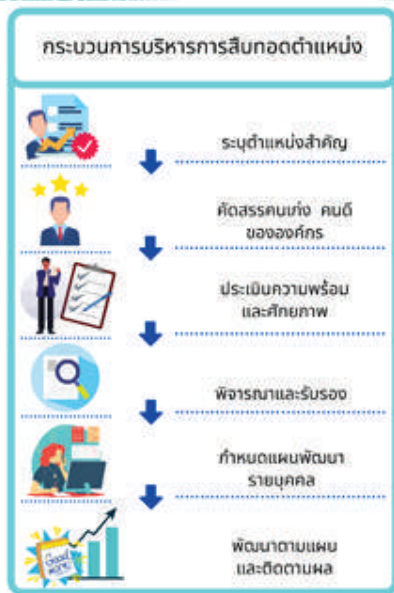 กระบวนการบริหารการสืบทอดตำแหน่ง
ระบุตำแหน่งสำคัญ
คัดสรรคนเก่ง คนดี
ขององค์กร
ประเมินความพร้อม
และศักยภาพ
พิจารณาและรับรอง
กำหนดแผนพัฒนา
รายบุคคล
Good
WORK
พัฒนาตามแผน
และติดตามผล